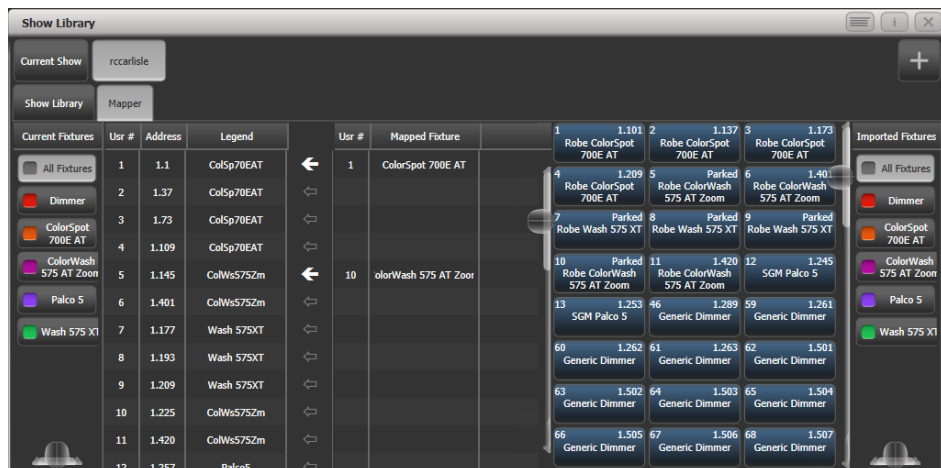 Show Library
i
Current Show
rccarlisle
Show Library
Mapper
Current Fixtures
Usr # Address Legend
Usr # Mapped Fixture
Imported Fixtures
All Fixtures
Dimmer
ColorSpot
700E AT
ColorWash
575 AT Zoom
Palco 5
Wash 575 XT
1 1.1 ColSp70EAT 1 ColorSpot 700E AT
2 1.37 ColSp70EAT
3 1.73 ColSp70EAT
4 1.109 ColSp70EAT
5 1.145 ColWs575Zm 10 ColorWash 575 AT Zoor
6 1.401 ColWs575Zm
7 1.177 Wash 575XT
8 1.193 Wash 575XT
9 1.209 Wash 575XT
10 1.225 ColWs575Zm
11 1.420 ColWs575Zm
12 1.257 Palco5
1 1.101
Robe ColorSpot
700E AT
2 1.137
Robe ColorSpot
700E AT
3 1.173
Robe ColorSpot
700E AT
4 1.209
Robe ColorSpot
700E AT
5 Parked
Robe ColorWash
575 AT Zoom
6 1.401
Robe ColorWash
575 AT Zoom
7 Parked
Robe Wash 575 XT
8 Parked
Robe Wash 575 XT
9 Parked
Robe Wash 575 XT
10 Parked
Robe ColorWash
575 AT Zoom
11 1.420
Robe ColorWash
575 AT Zoom
12 1.245
SGM Palco 5
13 1.253
SGM Palco 5
46 1.289
Generic Dimmer
59 1.261
Generic Dimmer
60 1.262
Generic Dimmer
61 1.263
Generic Dimmer
62 1.501
Generic Dimmer
63 1.502
Generic Dimmer
64 1.503
Generic Dimmer
65 1.504
Generic Dimmer
66 1.505
Generic Dimmer
67 1.506
Generic Dimmer
68 1.507
Generic Dimmer
All Fixtures
Dimmer
ColorSpot
700E AT
ColorWash
575 AT Zoom
Palco 5
Wash 575 XT